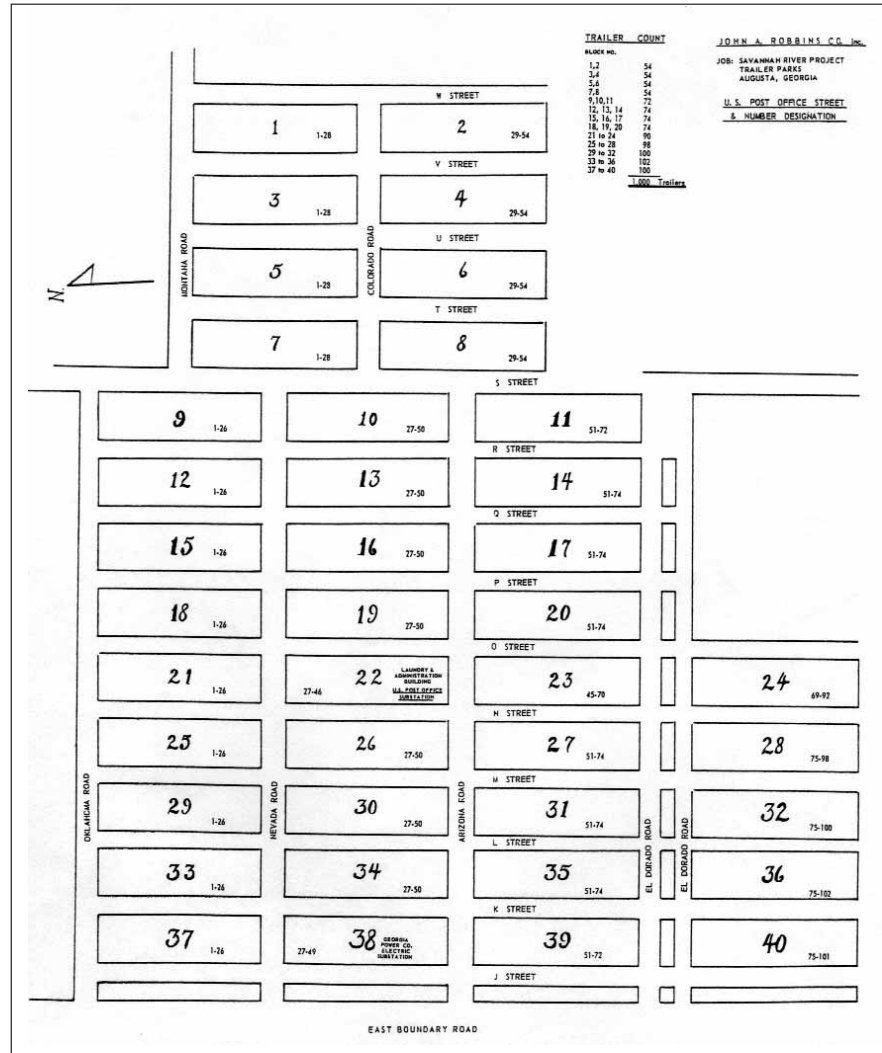 TRAILER COUNT
BLOCK NO.
1,2 54
3,4 54
5,6 54
7,8 54
9,10,11 72
12, 13, 14 74
15, 16, 17 74
18, 19, 20 74
21 to 24 90
25 to 28 98
29 to 32 100
33 to 36 102
37 to 40 100
1,000 Trailers
JOHN A. ROBBINS CO. Inc.
JOB: SAVANNAH RIVER PROJECT
TRAILER PARKS
AUGUSTA, GEORGIA
U. S. POST OFFICE STREET
& NUMBER DESIGNATION
N.
W STREET
1 1-28
2 29-54
V STREET
3 1-28
4 29-54
MONTANA ROAD
COLORADO ROAD
U STREET
5 1-28
6 29-54
T STREET
7 1-28
8 29-54
S STREET
9 1-26
10 27-50
11 51-72
R STREET
12 1-26
13 27-50
14 51-74
Q STREET
15 1-26
16 27-50
17 51-74
P STREET
18 1-26
19 27-50
20 51-74
O STREET
21 1-26
27-46 22
LAUNDRY &
ADMINISTRATION
BUILDING
U.S. POST OFFICE
SUBSTATION
23 45-70
24 69-92
N STREET
25 1-26
26 27-50
27 51-74
28 75-98
M STREET
OKLAHOMA ROAD
NEVADA ROAD
ARIZONA ROAD
EL DORADO ROAD
EL DORADO ROAD
29 1-26
30 27-50
31 51-74
32 75-100
L STREET
33 1-26
34 27-50
35 51-74
36 75-102
K STREET
37 1-26
27-49 38
GEORGIA
POWER CO.
ELECTRIC
SUBSTATION
39 51-72
40 75-101
J STREET
EAST BOUNDARY ROAD